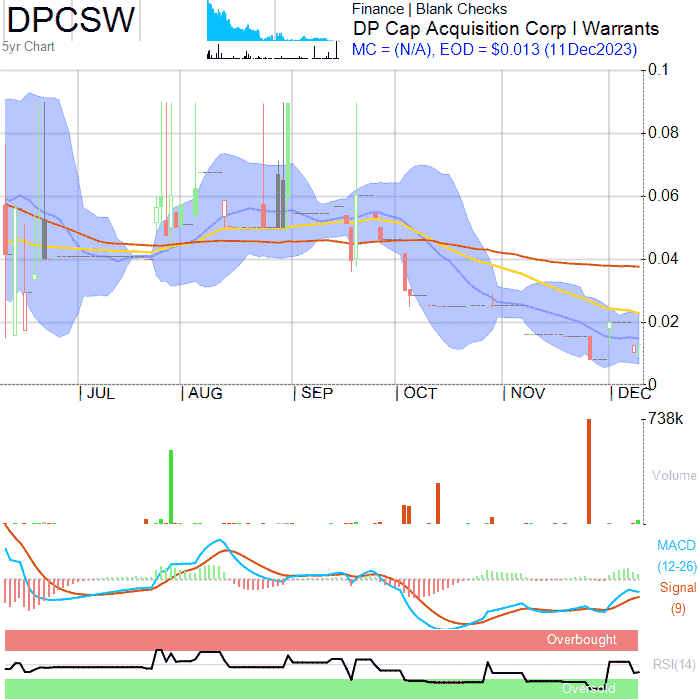 DPCSW
5yr Chart
Finance | Blank Checks
DP Cap Acquisition Corp I Warrants
MC = (N/A), EOD = $0.013 (11Dec2023)
0.1
0.08
0.06
0.04
0.02
0
JUL
AUG
SEP
OCT
NOV
DEC
738k
Volume
MACD
(12-26)
Signal
(9)
Overbought
RSI(14)
Oversold